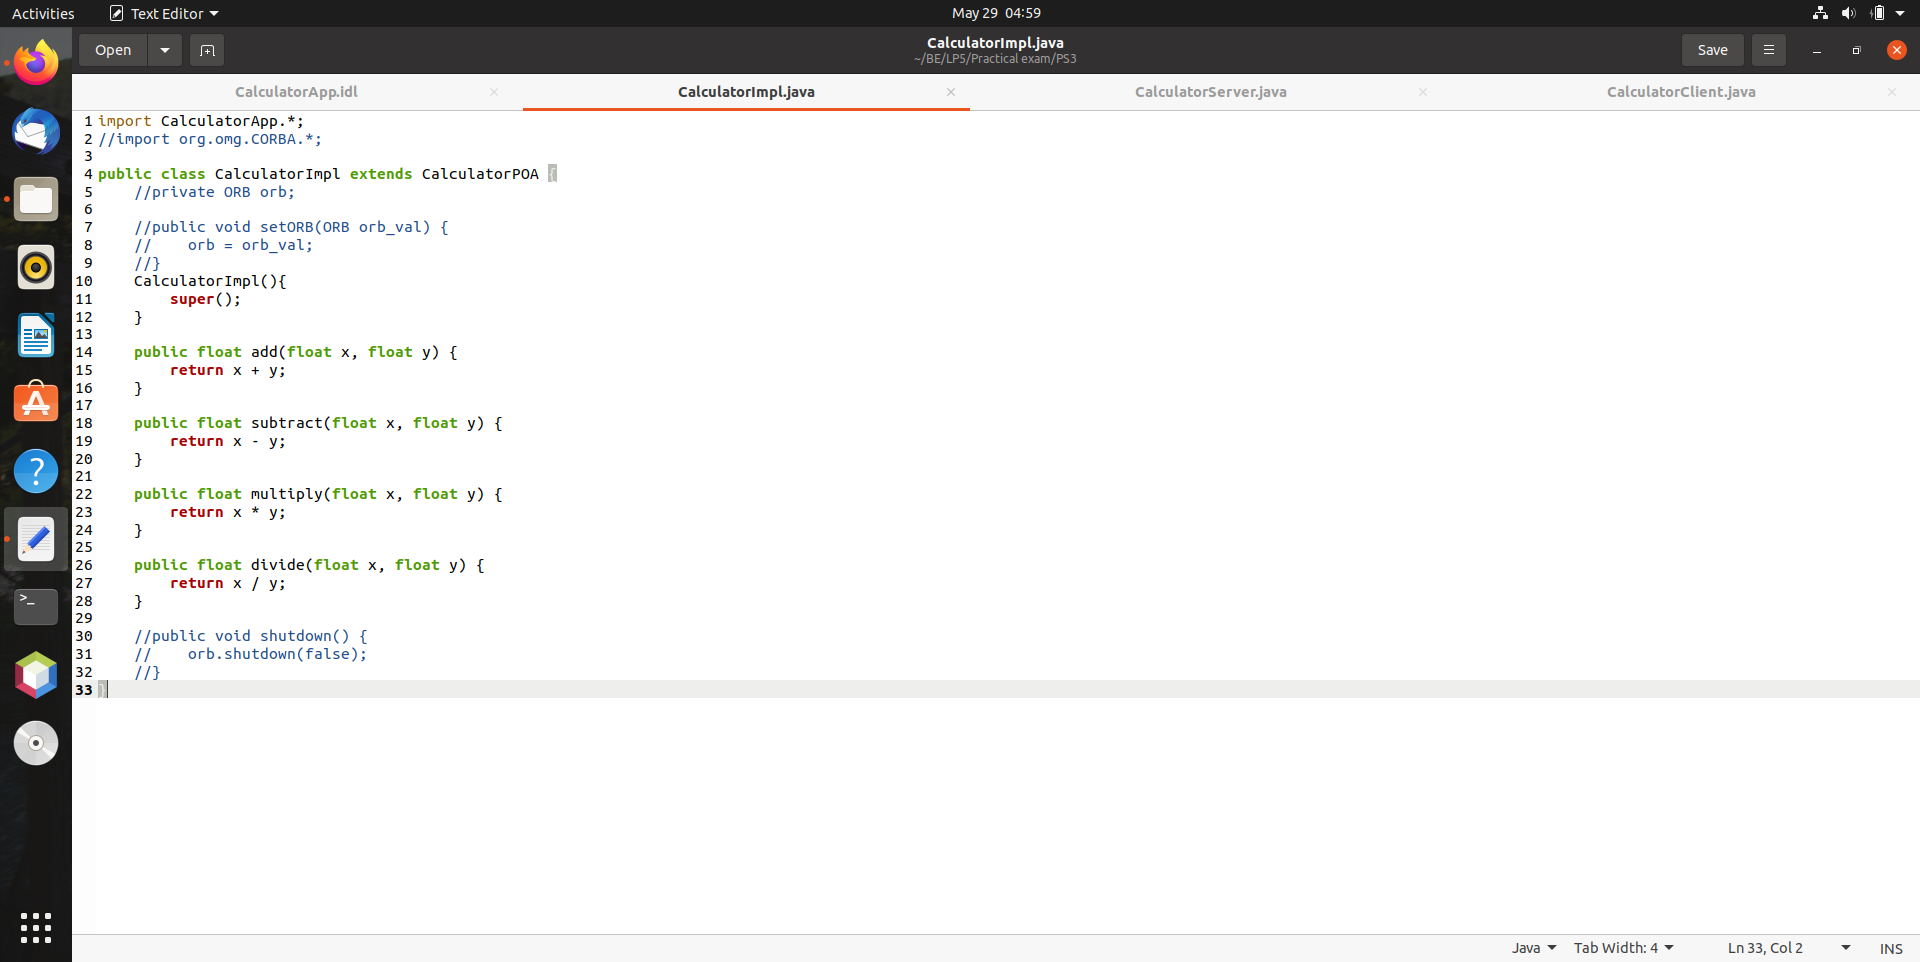 Activities
Text Editor
May 29 04:59
Open
CalculatorImpl.java
~/BE/LP5/Practical exam/PS3
Save
CalculatorApp.idl
CalculatorImpl.java
CalculatorServer.java
CalculatorClient.java
1 import CalculatorApp.*;
2 //import org.omg.CORBA.*;
3
4 public class CalculatorImpl extends CalculatorPOA {
5     //private ORB orb;
6
7     //public void setORB(ORB orb_val) {
8     //    orb = orb_val;
9     //}
10     CalculatorImpl(){
11         super();
12     }
13
14     public float add(float x, float y) {
15         return x + y;
16     }
17
18     public float subtract(float x, float y) {
19         return x - y;
20     }
21
22     public float multiply(float x, float y) {
23         return x * y;
24     }
25
26     public float divide(float x, float y) {
27         return x / y;
28     }
29
30     //public void shutdown() {
31     //    orb.shutdown(false);
32     //}
33 }
Java
Tab Width: 4
Ln 33, Col 2
INS